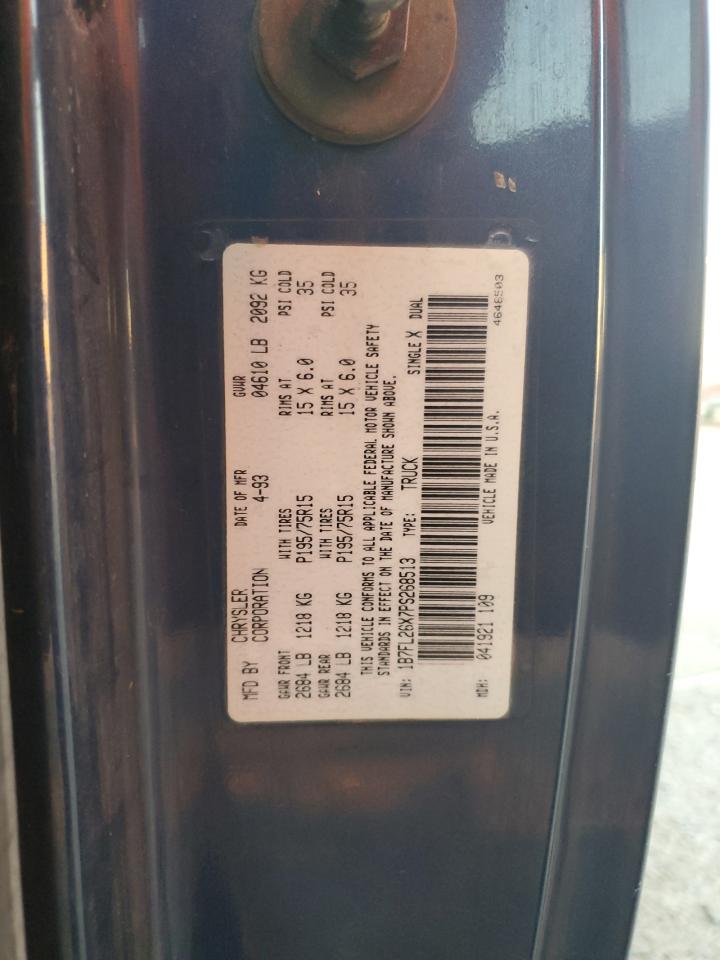 MFD BY CHRYSLER CORPORATION DATE OF MFR 4-93 GVWR 04610 LB 2092 KG
GAWR FRONT WITH TIRES RIMS AT PSI COLD
2684 LB 1218 KG P195/75R15 15 X 6.0 35
GAWR REAR WITH TIRES RIMS AT PSI COLD
2684 LB 1218 KG P195/75R15 15 X 6.0 35
THIS VEHICLE CONFORMS TO ALL APPLICABLE FEDERAL MOTOR VEHICLE SAFETY
STANDARDS IN EFFECT ON THE DATE OF MANUFACTURE SHOWN ABOVE.
VIN: 1B7FL26X7PS268513 TYPE: TRUCK SINGLE X DUAL
MDH: 041921 109 VEHICLE MADE IN U.S.A. 4648503